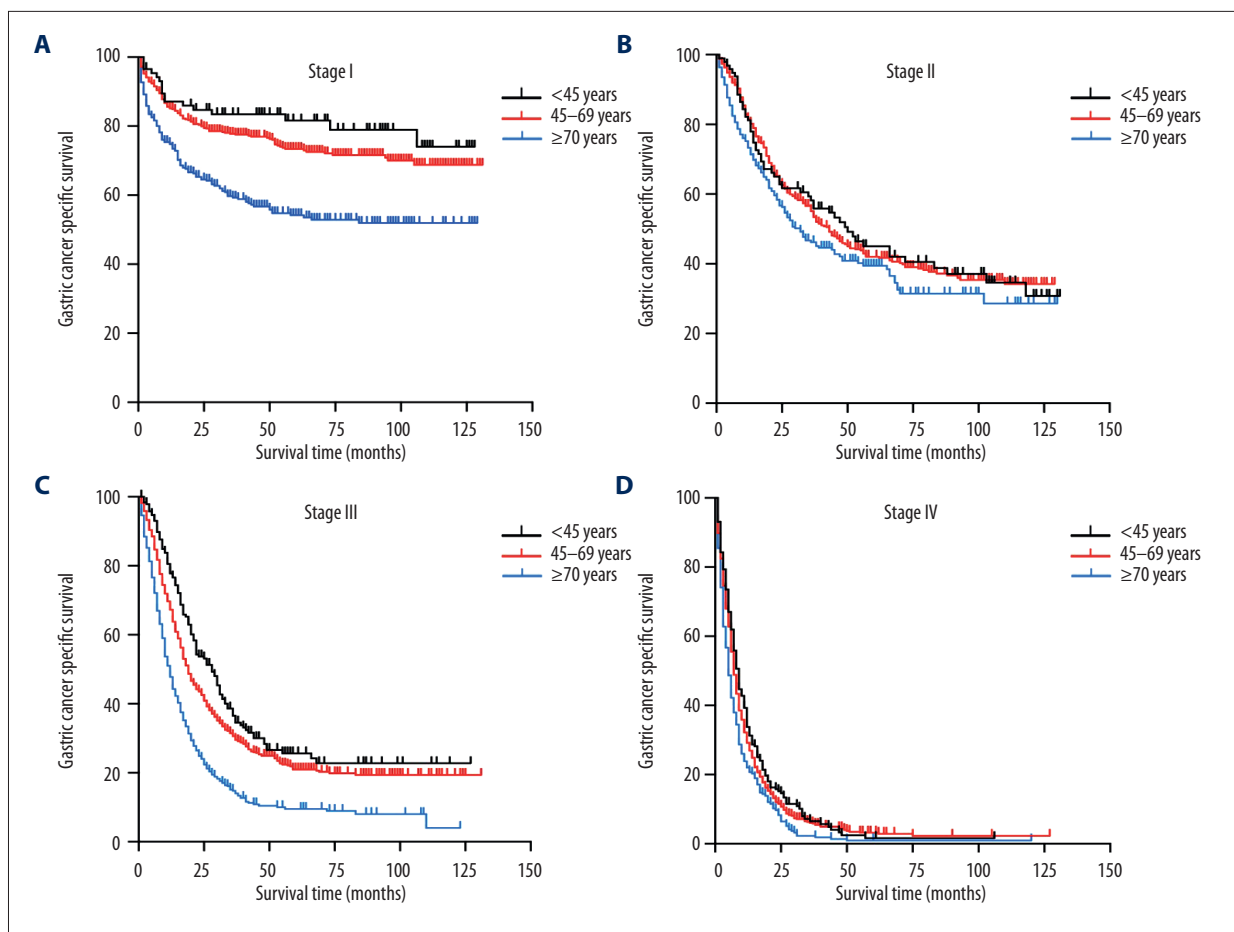 A
Gastric cancer specific survival
100
80
60
40
20
0
Stage I
<45 years
45–69 years
≥70 years
0 25 50 75 100 125 150
Survival time (months)
B
Gastric cancer specific survival
100
80
60
40
20
0
Stage II
<45 years
45–69 years
≥70 years
0 25 50 75 100 125 150
Survival time (months)
C
Gastric cancer specific survival
100
80
60
40
20
0
Stage III
<45 years
45–69 years
≥70 years
0 25 50 75 100 125 150
Survival time (months)
D
Gastric cancer specific survival
100
80
60
40
20
0
Stage IV
<45 years
45–69 years
≥70 years
0 25 50 75 100 125 150
Survival time (months)